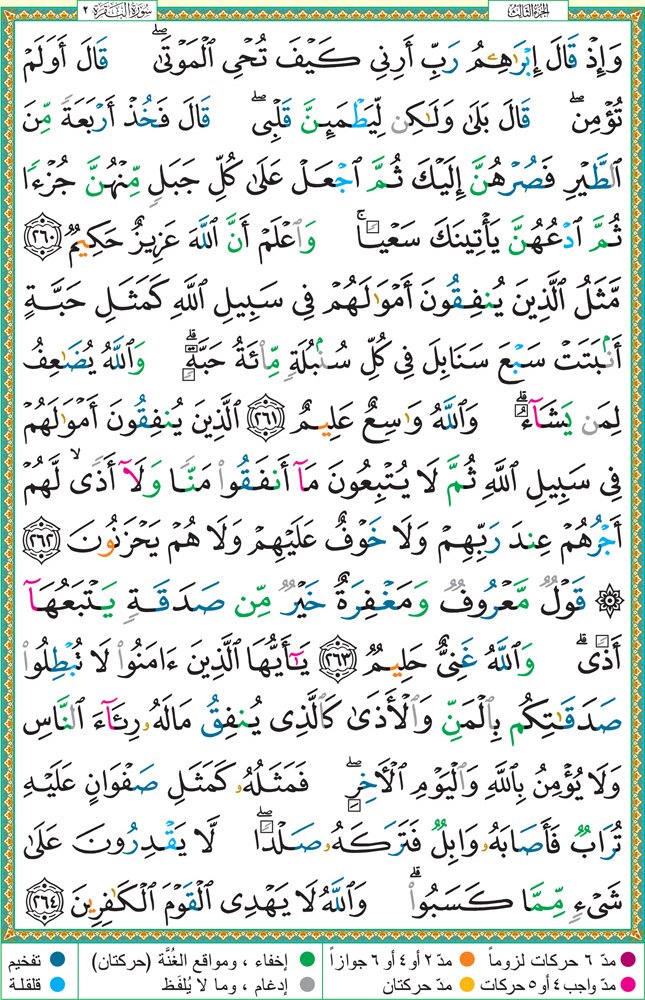 الجزء الثالث سورة البقرة ٢
وَإِذْ قَالَ إِبْرَٰهِـۧمُ رَبِّ أَرِنِى كَيْفَ تُحْىِ ٱلْمَوْتَىٰ ۖ قَالَ أَوَلَمْ
تُؤْمِن ۖ قَالَ بَلَىٰ وَلَٰكِن لِّيَطْمَئِنَّ قَلْبِى ۖ قَالَ فَخُذْ أَرْبَعَةً مِّنَ
ٱلطَّيْرِ فَصُرْهُنَّ إِلَيْكَ ثُمَّ ٱجْعَلْ عَلَىٰ كُلِّ جَبَلٍ مِّنْهُنَّ جُزْءًا
ثُمَّ ٱدْعُهُنَّ يَأْتِينَكَ سَعْيًا ۚ وَٱعْلَمْ أَنَّ ٱللَّهَ عَزِيزٌ حَكِيمٌ ٢٦٠
مَّثَلُ ٱلَّذِينَ يُنفِقُونَ أَمْوَٰلَهُمْ فِى سَبِيلِ ٱللَّهِ كَمَثَلِ حَبَّةٍ
أَنۢبَتَتْ سَبْعَ سَنَابِلَ فِى كُلِّ سُنۢبُلَةٍ مِّا۟ئَةُ حَبَّةٍ ۗ وَٱللَّهُ يُضَٰعِفُ
لِمَن يَشَآءُ ۗ وَٱللَّهُ وَٰسِعٌ عَلِيمٌ ٢٦١ ٱلَّذِينَ يُنفِقُونَ أَمْوَٰلَهُمْ
فِى سَبِيلِ ٱللَّهِ ثُمَّ لَا يُتْبِعُونَ مَآ أَنفَقُوا۟ مَنًّا وَلَآ أَذًى ۙ لَّهُمْ
أَجْرُهُمْ عِندَ رَبِّهِمْ وَلَا خَوْفٌ عَلَيْهِمْ وَلَا هُمْ يَحْزَنُونَ ٢٦٢
۞ قَوْلٌ مَّعْرُوفٌ وَمَغْفِرَةٌ خَيْرٌ مِّن صَدَقَةٍ يَتْبَعُهَآ
أَذًى ۗ وَٱللَّهُ غَنِىٌّ حَلِيمٌ ٢٦٣ يَٰٓأَيُّهَا ٱلَّذِينَ ءَامَنُوا۟ لَا تُبْطِلُوا۟
صَدَقَٰتِكُم بِٱلْمَنِّ وَٱلْأَذَىٰ كَٱلَّذِى يُنفِقُ مَالَهُۥ رِئَآءَ ٱلنَّاسِ
وَلَا يُؤْمِنُ بِٱللَّهِ وَٱلْيَوْمِ ٱلْأَخِرِ ۖ فَمَثَلُهُۥ كَمَثَلِ صَفْوَانٍ عَلَيْهِ
تُرَابٌ فَأَصَابَهُۥ وَابِلٌ فَتَرَكَهُۥ صَلْدًا ۖ لَّا يَقْدِرُونَ عَلَىٰ
شَىْءٍ مِّمَّا كَسَبُوا۟ ۗ وَٱللَّهُ لَا يَهْدِى ٱلْقَوْمَ ٱلْكَٰفِرِينَ ٢٦٤
مدّ ٦ حركات لزوماً مدّ ٢ أو ٤ أو ٦ جوازاً إخفاء ، ومواقع الغُنَّة (حركتان) تفخيم
مدّ واجب ٤ أو ٥ حركات مدّ حركتان إدغام ، وما لا يُلفَظ قلقلة